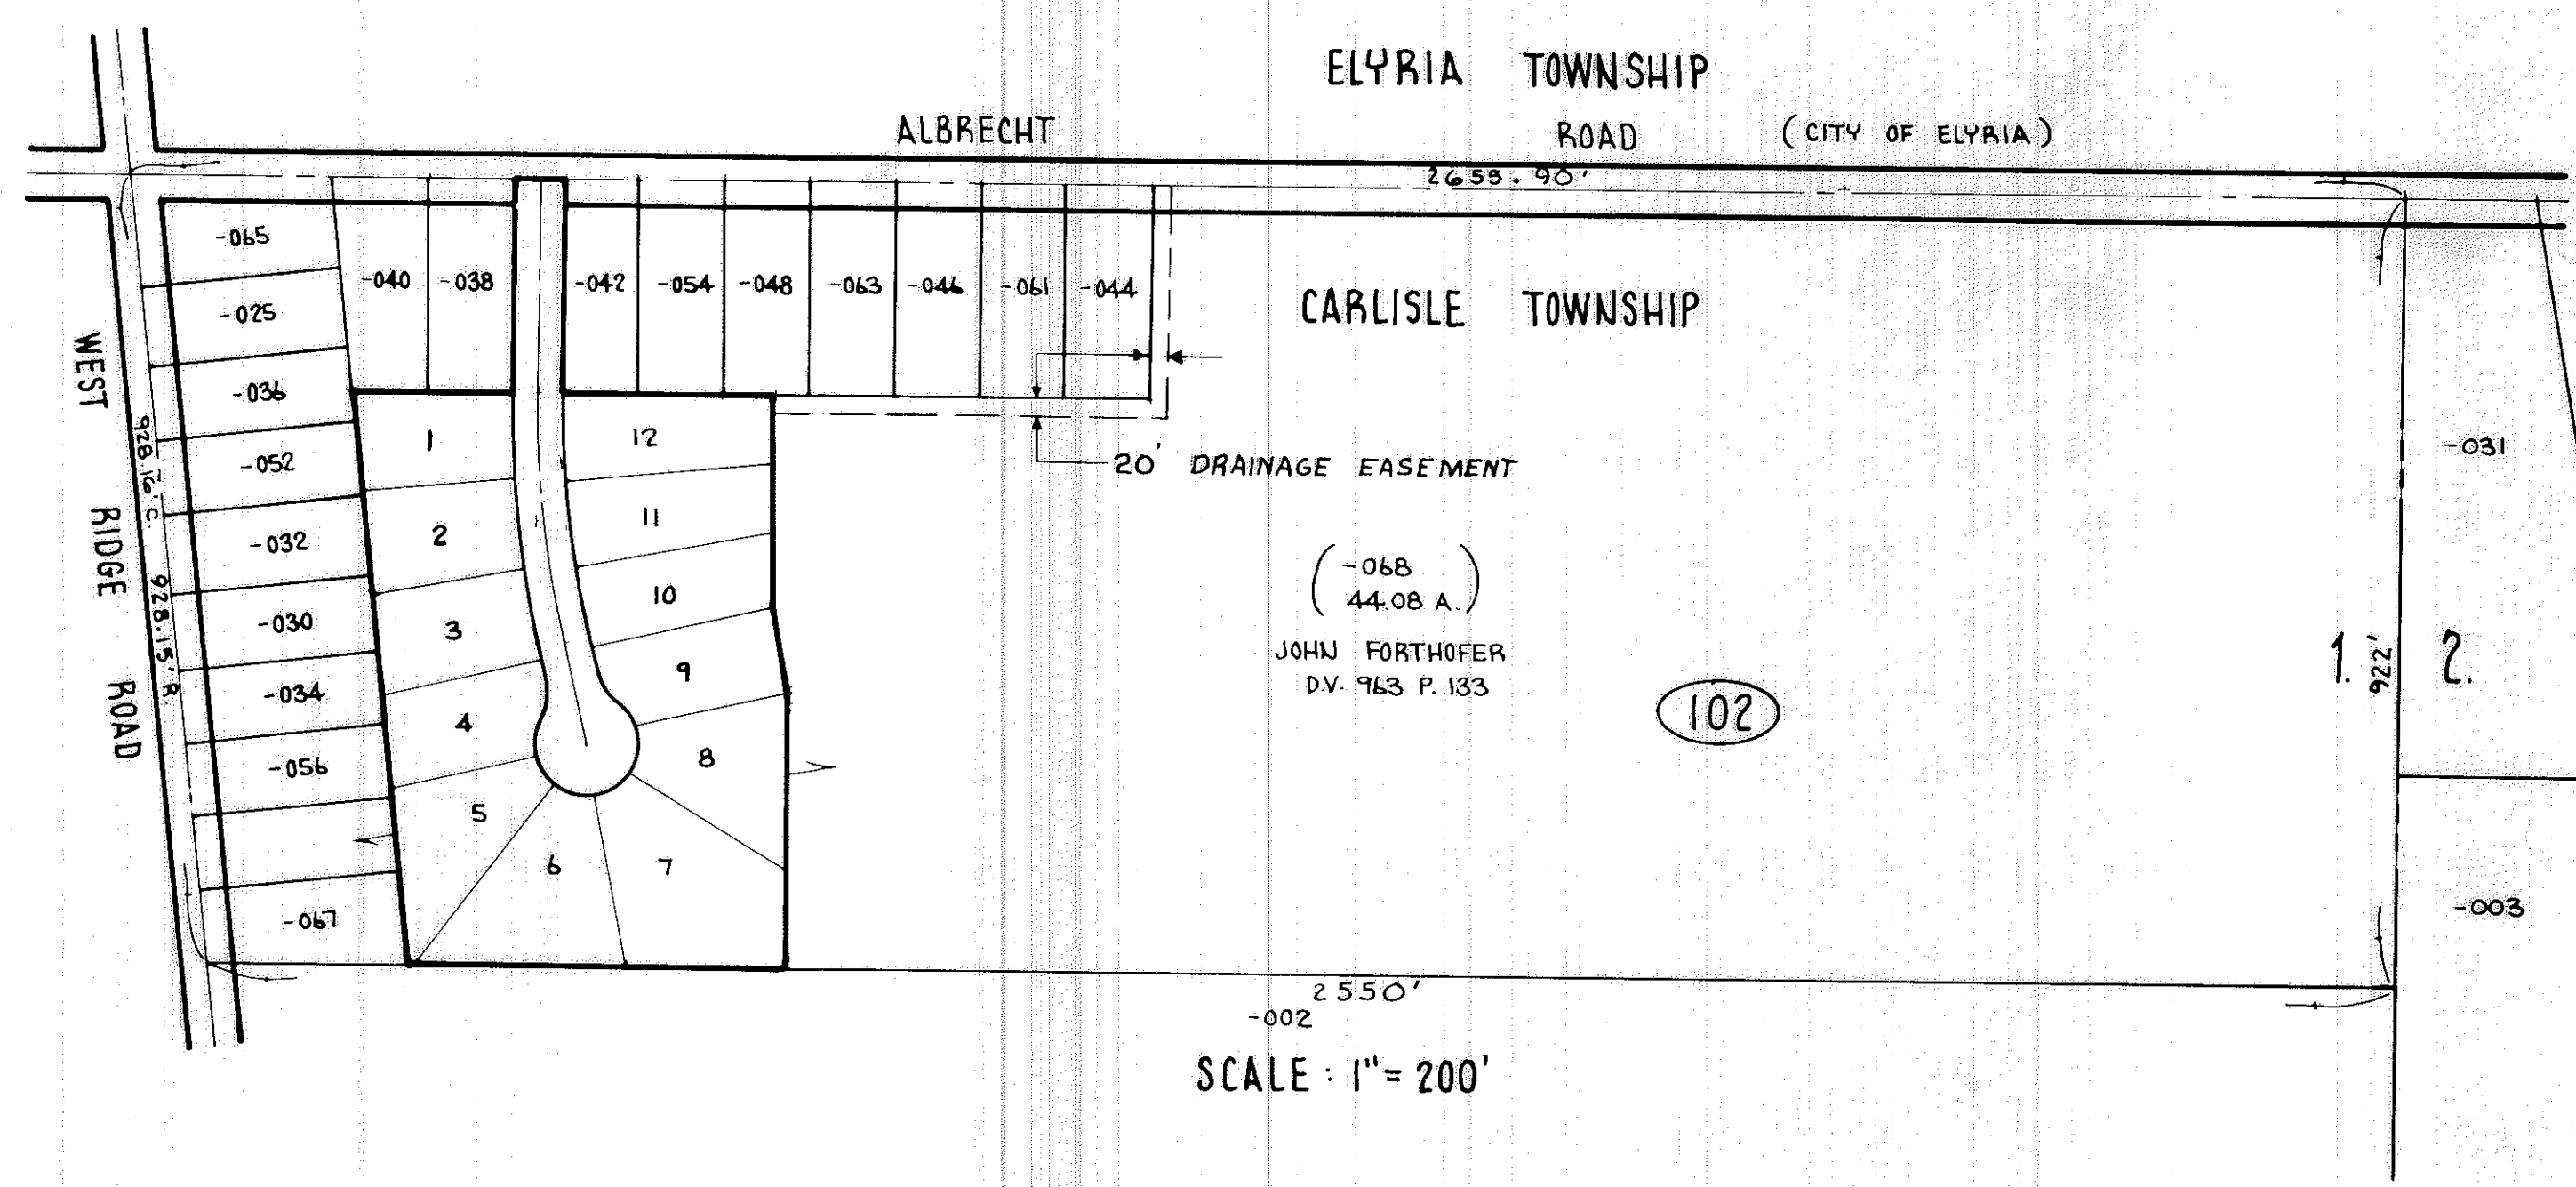 ELYRIA TOWNSHIP
ALBRECHT ROAD (CITY OF ELYRIA)
2653.90'
-065
-025
-036
-052
-032
-030
-034
-056
-067
-040 -038 -042 -054 -048 -063 -046 -061 -044
CARLISLE TOWNSHIP
WEST RIDGE ROAD
928.16' C.
928.15' R.
1
2
3
4
5
6
7
8
9
10
11
12
20' DRAINAGE EASEMENT
(-068
44.08 A.)
JOHN FORTHOFER
D.V. 963 P. 133
102
1. 922' 2.
-031
-003
2550'
-002
SCALE : 1" = 200'